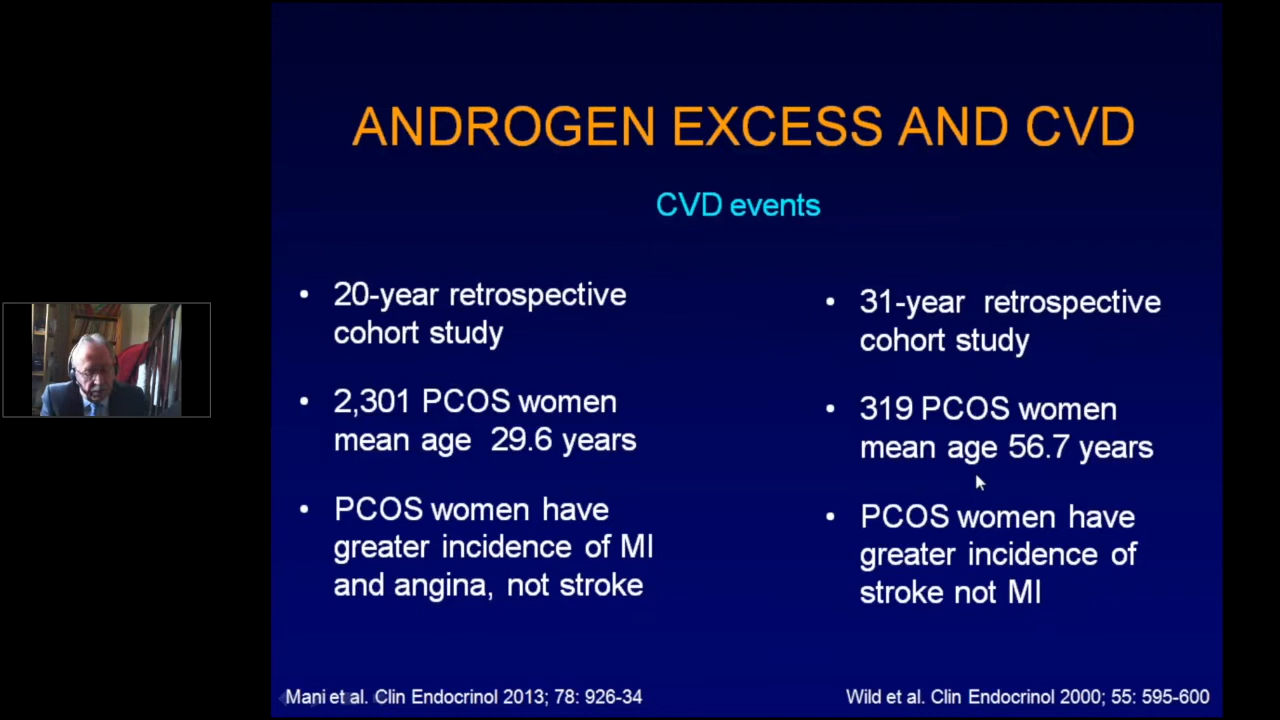 ANDROGEN EXCESS AND CVD
CVD events
• 20-year retrospective
cohort study
• 2,301 PCOS women
mean age 29.6 years
• PCOS women have
greater incidence of MI
and angina, not stroke
• 31-year retrospective
cohort study
• 319 PCOS women
mean age 56.7 years
• PCOS women have
greater incidence of
stroke not MI
Mani et al. Clin Endocrinol 2013; 78: 926-34
Wild et al. Clin Endocrinol 2000; 55: 595-600